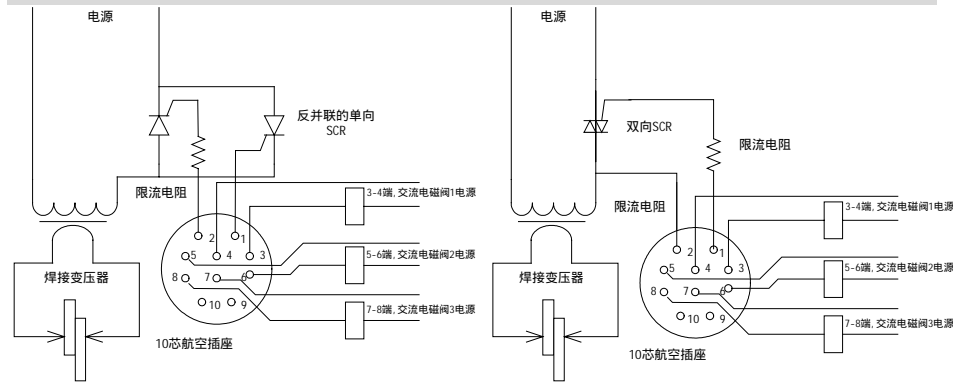 电源
反并联的单向
SCR
限流电阻
3-4端,交流电磁阀1电源
2
1
5
4
3
5-6端,交流电磁阀2电源
8
7
6
焊接变压器
10
9
7-8端,交流电磁阀3电源
10芯航空插座
电源
双向SCR
限流电阻
限流电阻
3-4端,交流电磁阀1电源
2
1
5
4
3
5-6端,交流电磁阀2电源
8
7
6
焊接变压器
10
9
7-8端,交流电磁阀3电源
10芯航空插座